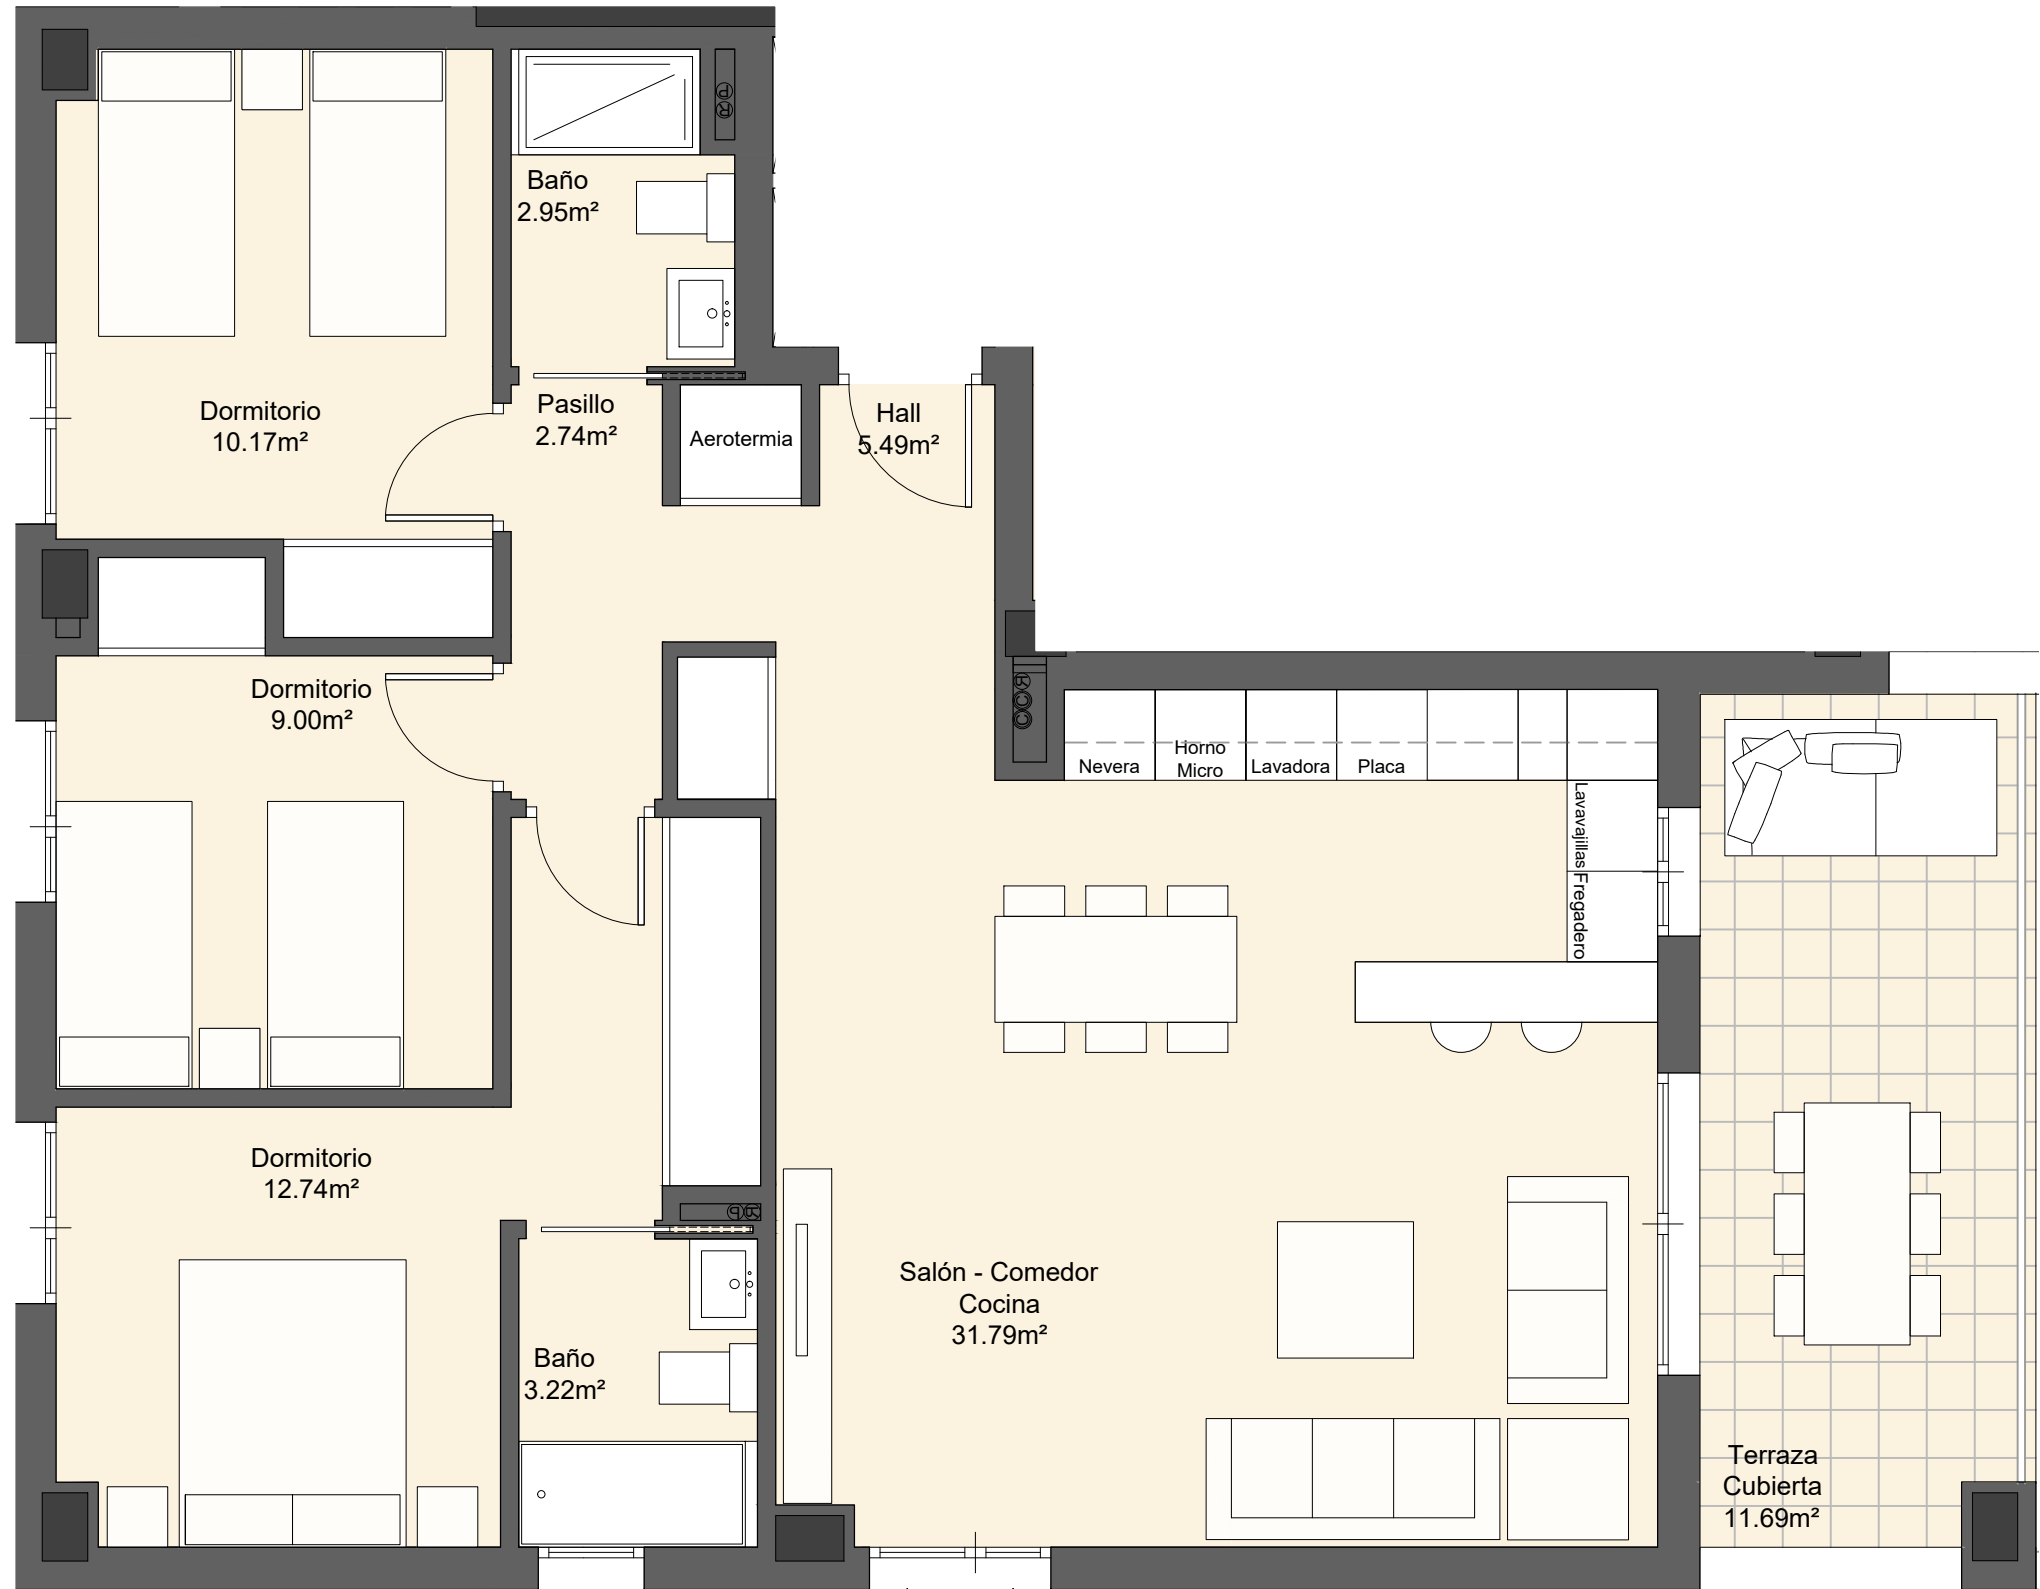 Baño
2.95m²
Dormitorio
10.17m²
Pasillo
2.74m²
Aerotermia
Hall
5.49m²
Dormitorio
9.00m²
Nevera
Horno
Micro
Lavadora
Placa
Lavavajillas
Fregadero
Dormitorio
12.74m²
Salón - Comedor
Cocina
31.79m²
Baño
3.22m²
Terraza
Cubierta
11.69m²